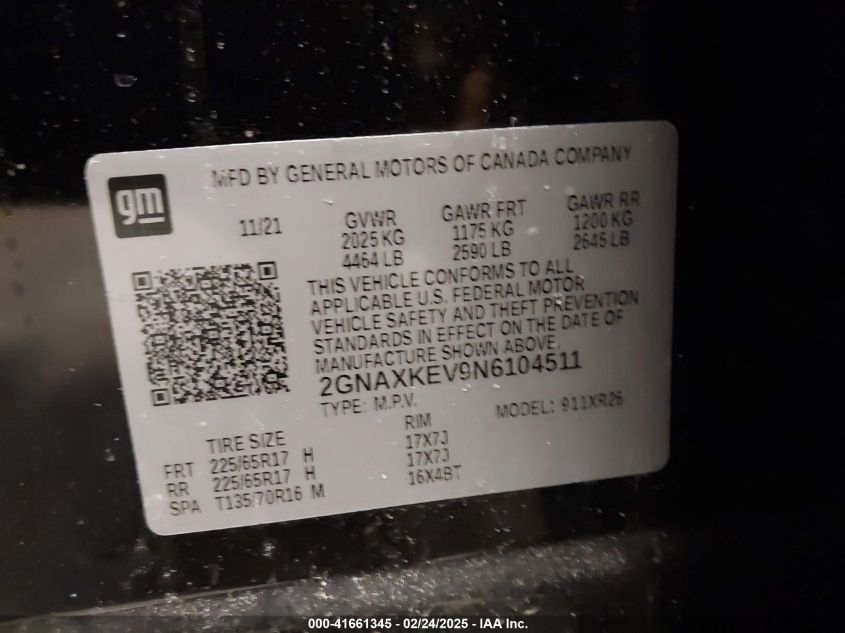 MFD BY GENERAL MOTORS OF CANADA COMPANY
gm
11/21
GVWR GAWR FRT GAWR RR
2025 KG 1175 KG 1200 KG
4464 LB 2590 LB 2645 LB
THIS VEHICLE CONFORMS TO ALL
APPLICABLE U.S. FEDERAL MOTOR
VEHICLE SAFETY AND THEFT PREVENTION
STANDARDS IN EFFECT ON THE DATE OF
MANUFACTURE SHOWN ABOVE.
2GNAXKEV9N6104511
TYPE: M.P.V. MODEL: 911XR26
TIRE SIZE RIM
FRT 225/65R17 H 17X7J
RR 225/65R17 H 17X7J
SPA T135/70R16 M 16X4BT
000-41661345 - 02/24/2025 - IAA Inc.